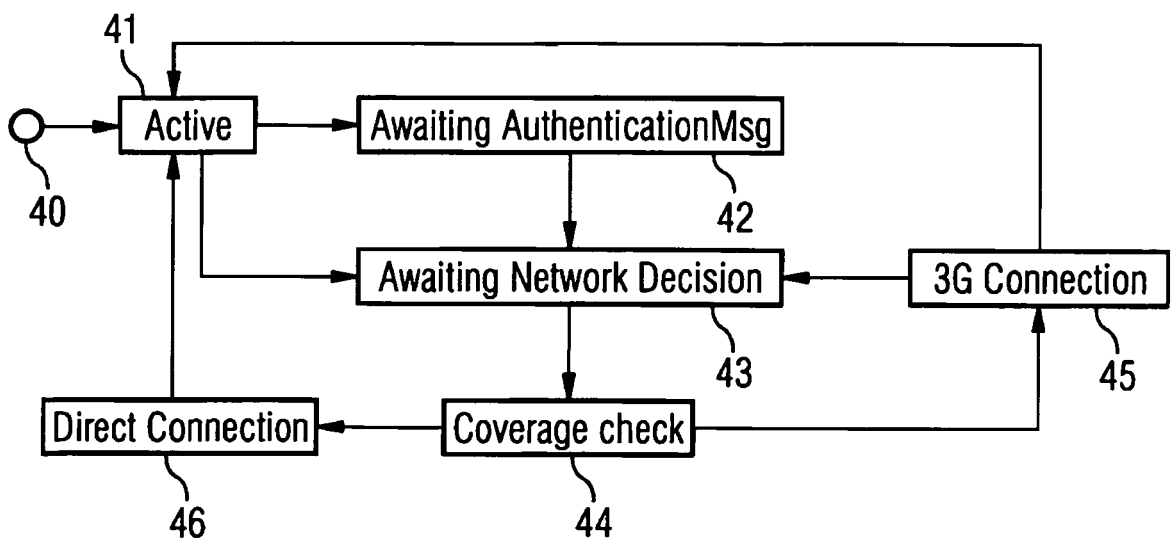 41
Active
Awaiting AuthenticationMsg
40
42
Awaiting Network Decision
3G Connection
43
45
Direct Connection
Coverage check
46
44